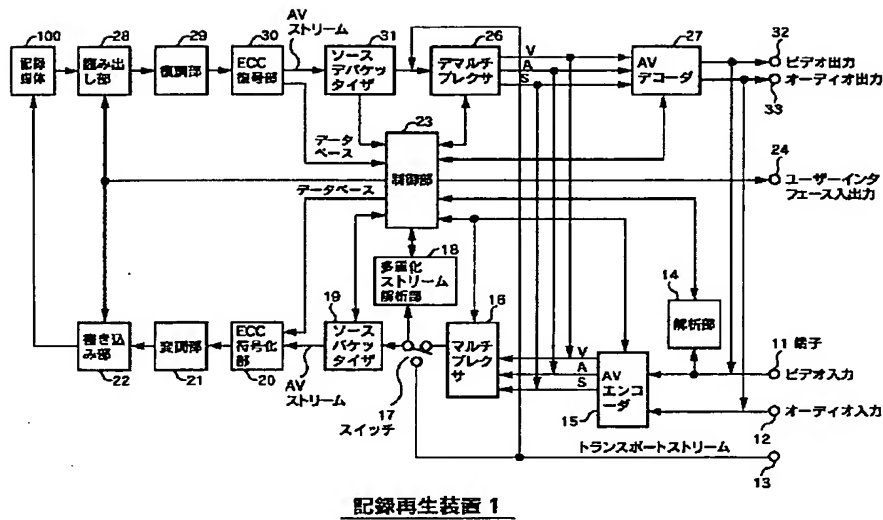 100
記録
媒体
28
読み出
し部
29
復調部
30
ECC
復号部
AV
ストリーム
31
ソース
デパケッ
タイザ
26
デマルチ
プレクサ
V
A
S
27
AV
デコーダ
32
ビデオ出力
オーディオ出力
33
データ
ベース
23
制御部
24
ユーザーインタ
フェース入出力
データベース
18
多重化
ストリーム
解析部
14
解析部
書き込
み部
22
変調部
21
ECC
符号化
部
20
AV
ストリーム
19
ソース
パケッ
タイザ
17
スイッチ
16
マルチ
プレク
サ
V
A
S
AV
エンコ
ーダ
15
11 端子
ビデオ入力
オーディオ入力
12
トランスポートストリーム
13
記録再生装置 1